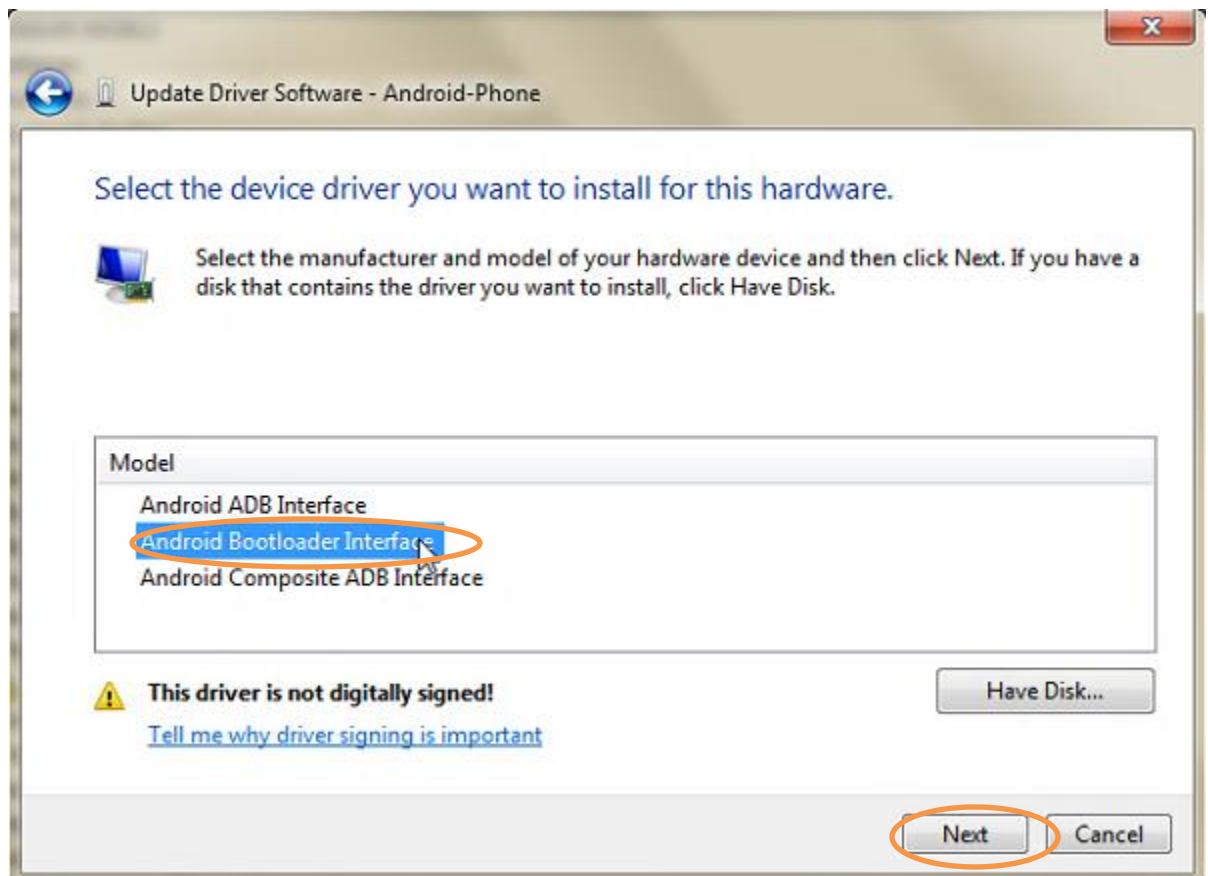 Update Driver Software - Android-Phone
Select the device driver you want to install for this hardware.
Select the manufacturer and model of your hardware device and then click Next. If you have a
disk that contains the driver you want to install, click Have Disk.
Model
Android ADB Interface
Android Bootloader Interface
Android Composite ADB Interface
This driver is not digitally signed!
Have Disk...
Tell me why driver signing is important
Next
Cancel